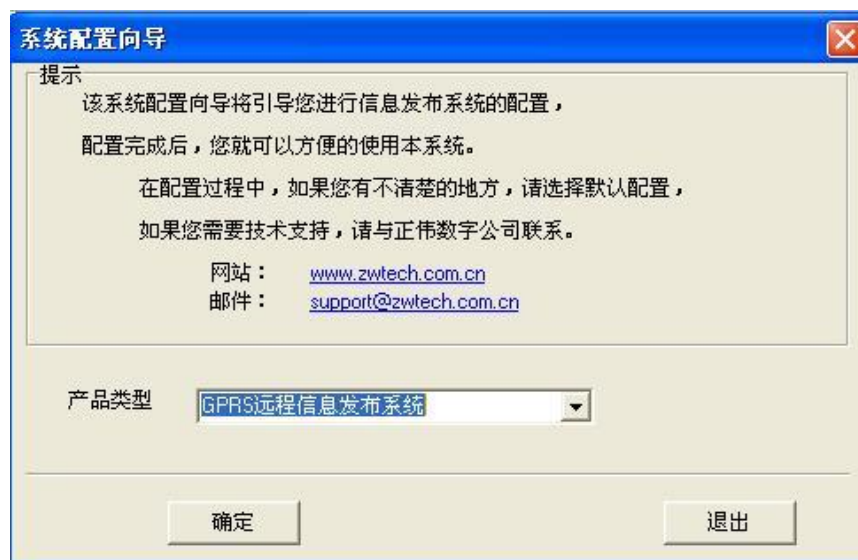 系统配置向导
提示
该系统配置向导将引导您进行信息发布系统的配置，
配置完成后，您就可以方便的使用本系统。
在配置过程中，如果您有不清楚的地方，请选择默认配置，
如果您需要技术支持，请与正伟数字公司联系。
网站： www.zwtech.com.cn
邮件： support@zwtech.com.cn
产品类型 GPRS远程信息发布系统
确定 退出